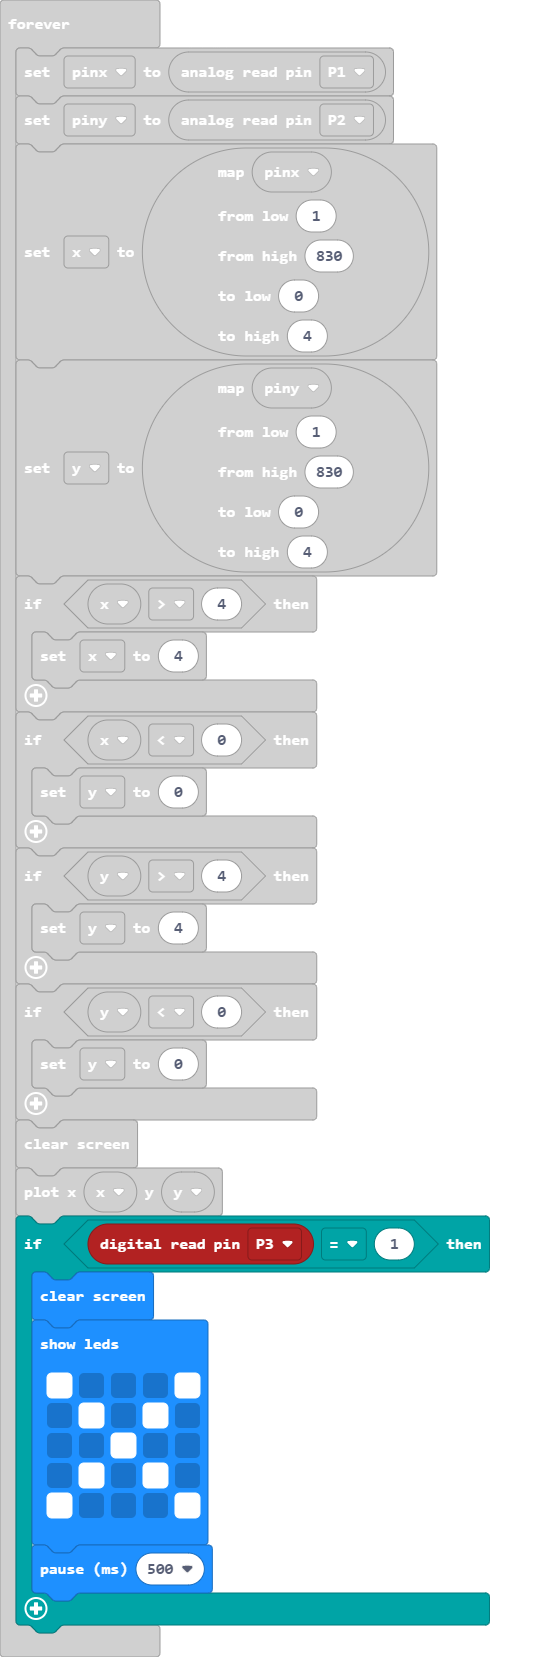 forever
set pinx to analog read pin P1
set piny to analog read pin P2
map pinx
from low 1
set x to from high 830
to low 0
to high 4
map piny
from low 1
set y to from high 830
to low 0
to high 4
if x > 4 then
set x to 4
if x < 0 then
set y to 0
if y > 4 then
set y to 4
if y < 0 then
set y to 0
clear screen
plot x x y y
if digital read pin P3 = 1 then
clear screen
show leds
pause (ms) 500